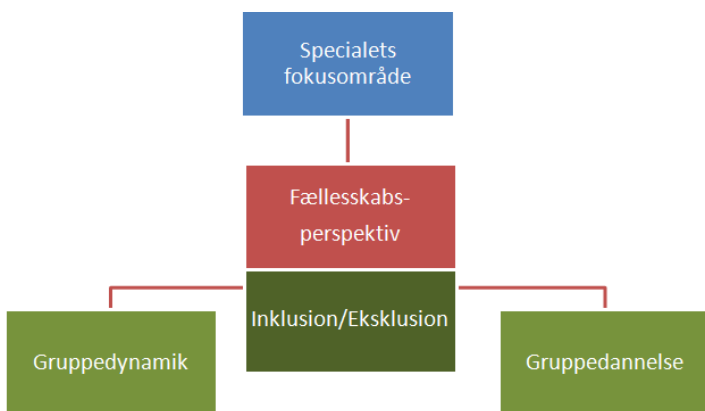 Specialets
fokusområde
Fællesskabs-
perspektiv
Inklusion/Eksklusion
Gruppedynamik
Gruppedannelse